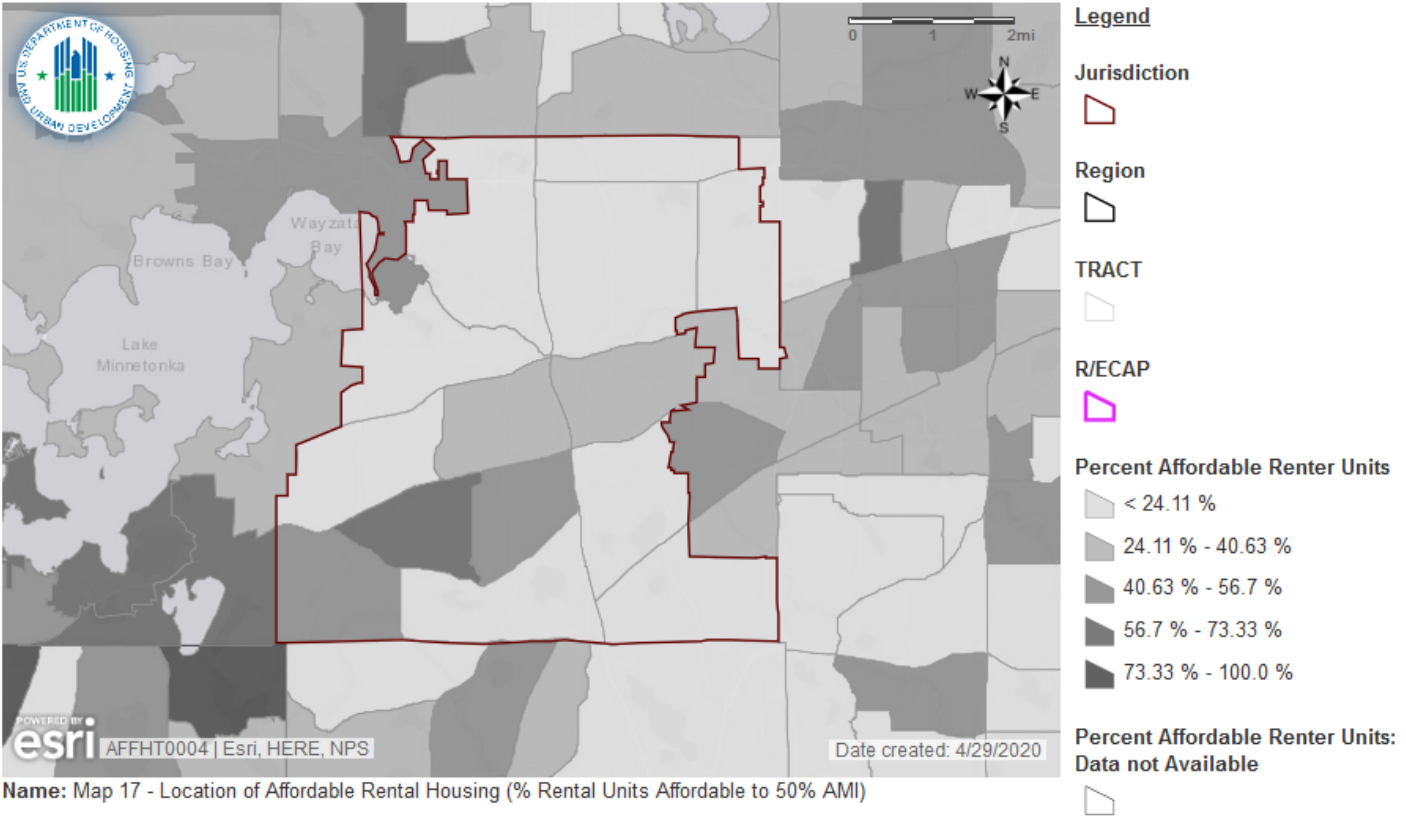 U.S. DEPARTMENT OF HOUSING
AND URBAN DEVELOPMENT
0 1 2mi
N
W E
S
Wayzata
Bay
Browns Bay
Lake
Minnetonka
POWERED BY
esri
AFFHT0004 | Esri, HERE, NPS
Date created: 4/29/2020
Name: Map 17 - Location of Affordable Rental Housing (% Rental Units Affordable to 50% AMI)
Legend
Jurisdiction
Region
TRACT
R/ECAP
Percent Affordable Renter Units
< 24.11 %
24.11 % - 40.63 %
40.63 % - 56.7 %
56.7 % - 73.33 %
73.33 % - 100.0 %
Percent Affordable Renter Units:
Data not Available